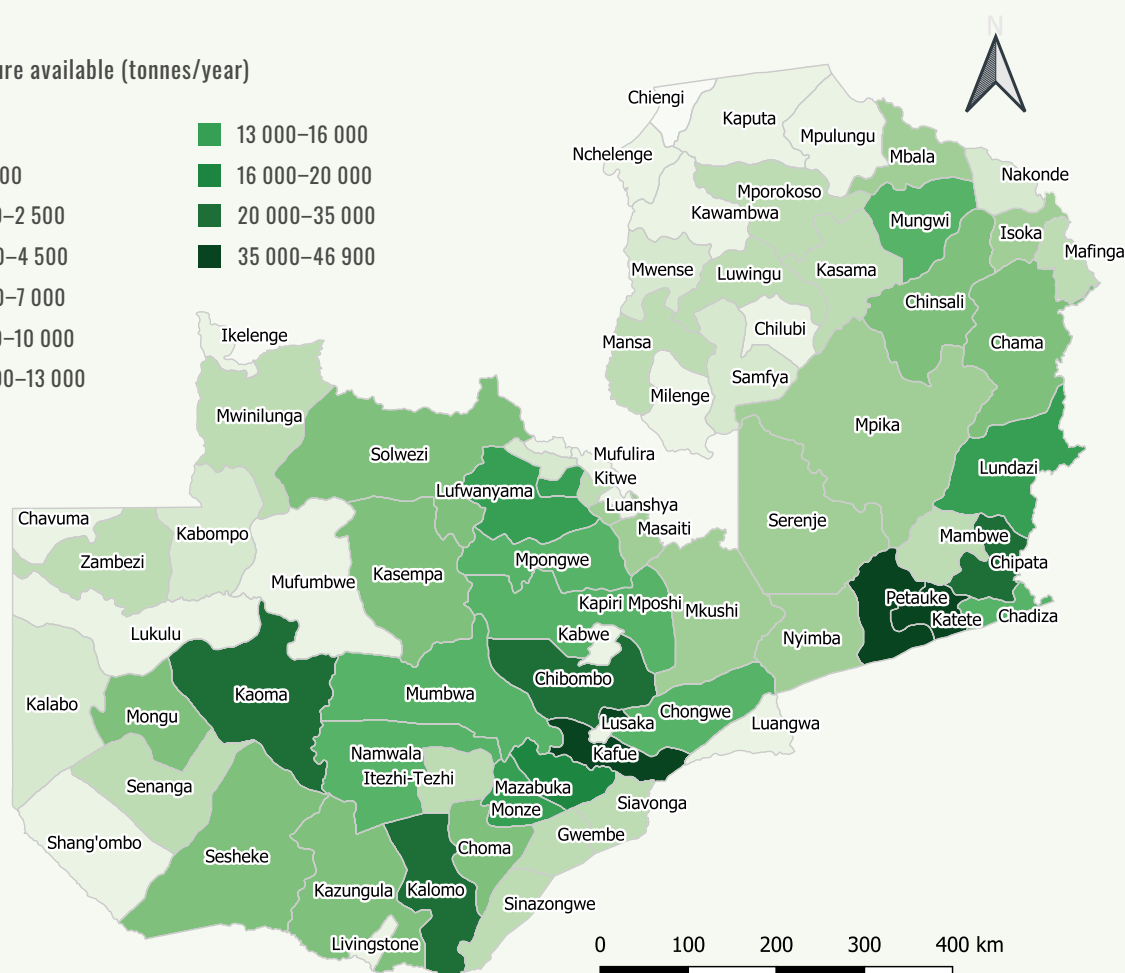 N
ure available (tonnes/year)
13 000–16 000
00
16 000–20 000
–2 500
20 000–35 000
–4 500
35 000–46 900
–7 000
–10 000
00–13 000
Chiengi
Kaputa
Mpulungu
Nchelenge
Mbala
Nakonde
Mporokoso
Kawambwa
Mungwi
Isoka
Mafinga
Mwense
Luwingu
Kasama
Chinsali
Chilubi
Ikelenge
Mansa
Chama
Samfya
Milenge
Mwinilunga
Mpika
Solwezi
Mufulira
Lundazi
Kitwe
Lufwanyama
Luanshya
Chavuma
Serenje
Masaiti
Kabompo
Mambwe
Zambezi
Mpongwe
Chipata
Kasempa
Mufumbwe
Petauke
Kapiri Mposhi
Mkushi
Katete
Chadiza
Lukulu
Kabwe
Nyimba
Chibombo
Kaoma
Mumbwa
Kalabo
Chongwe
Mongu
Lusaka
Luangwa
Namwala
Kafue
Itezhi-Tezhi
Senanga
Mazabuka
Siavonga
Monze
Gwembe
Shang'ombo
Choma
Sesheke
Kazungula
Kalomo
Sinazongwe
Livingstone
0 100 200 300 400 km